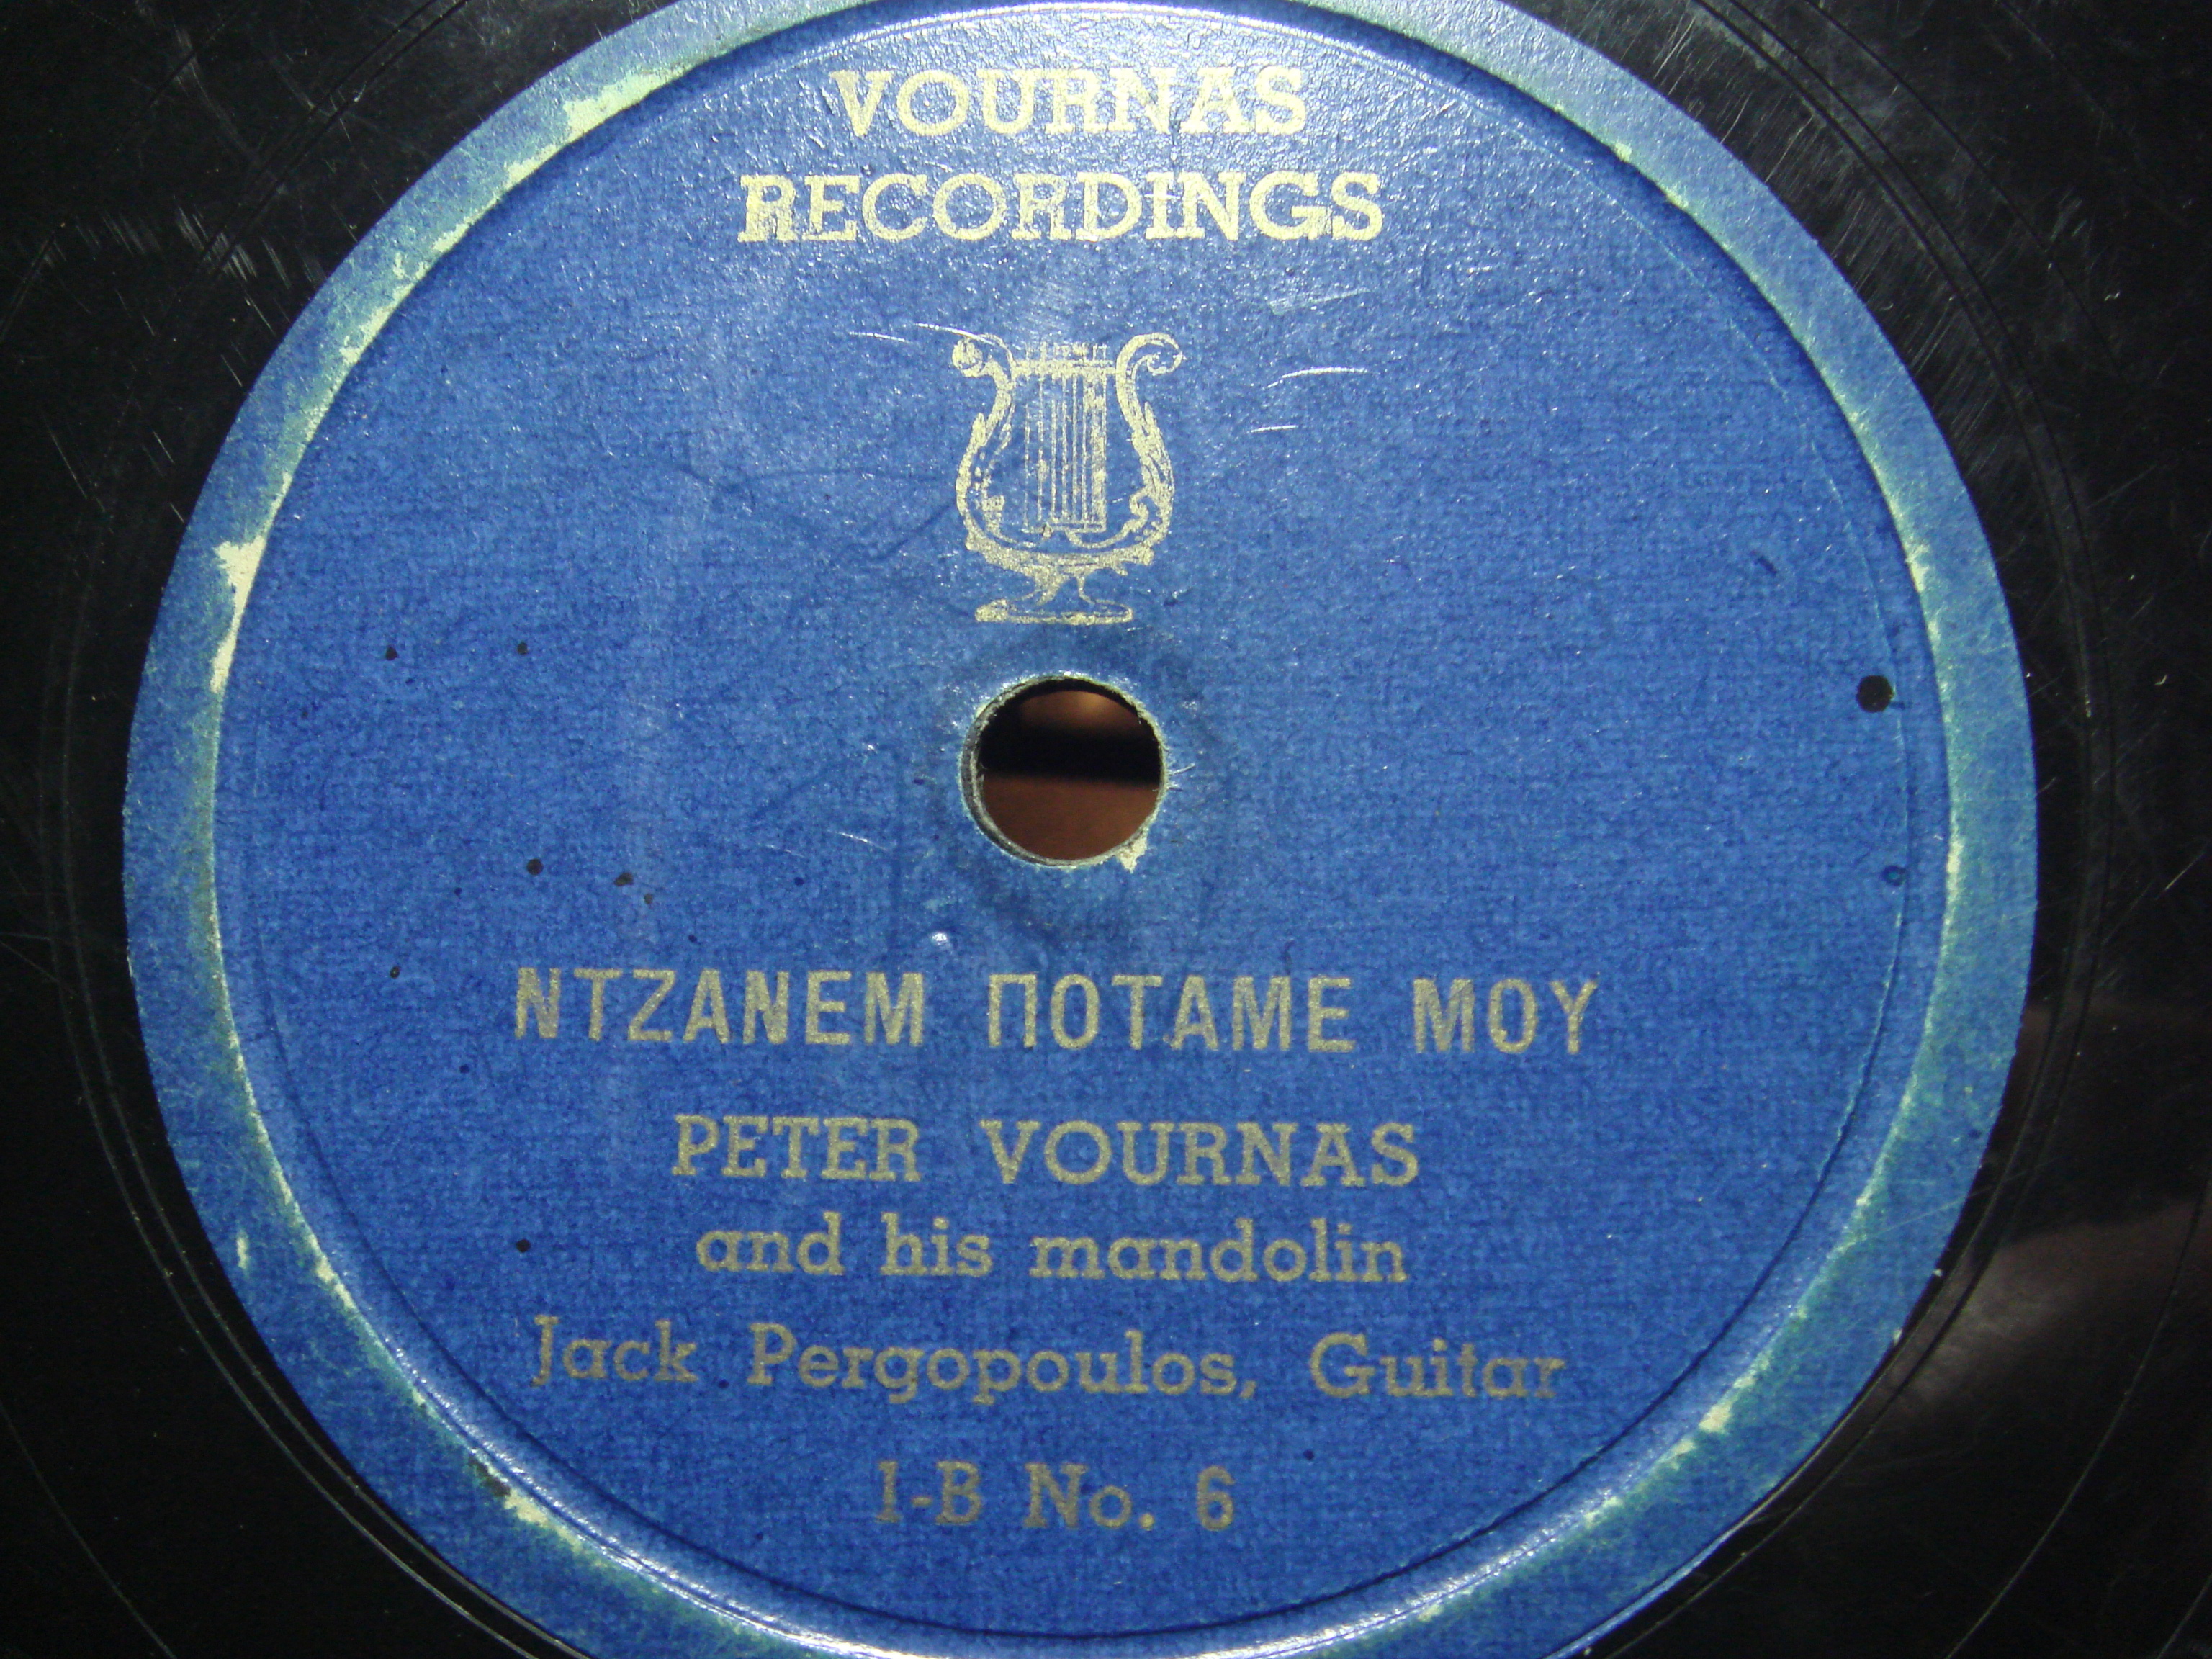 VOURNAS
RECORDINGS
ΝΤΖΑΝΕΜ ΠΟΤΑΜΕ ΜΟΥ
PETER VOURNAS
and his mandolin
Jack Pergopoulos, Guitar
1-B No. 6